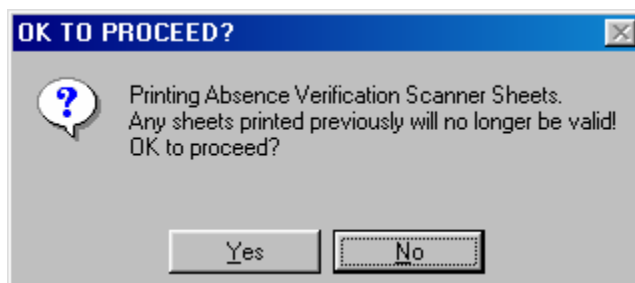 OK TO PROCEED?
Printing Absence Verification Scanner Sheets.
Any sheets printed previously will no longer be valid!
OK to proceed?
Yes No